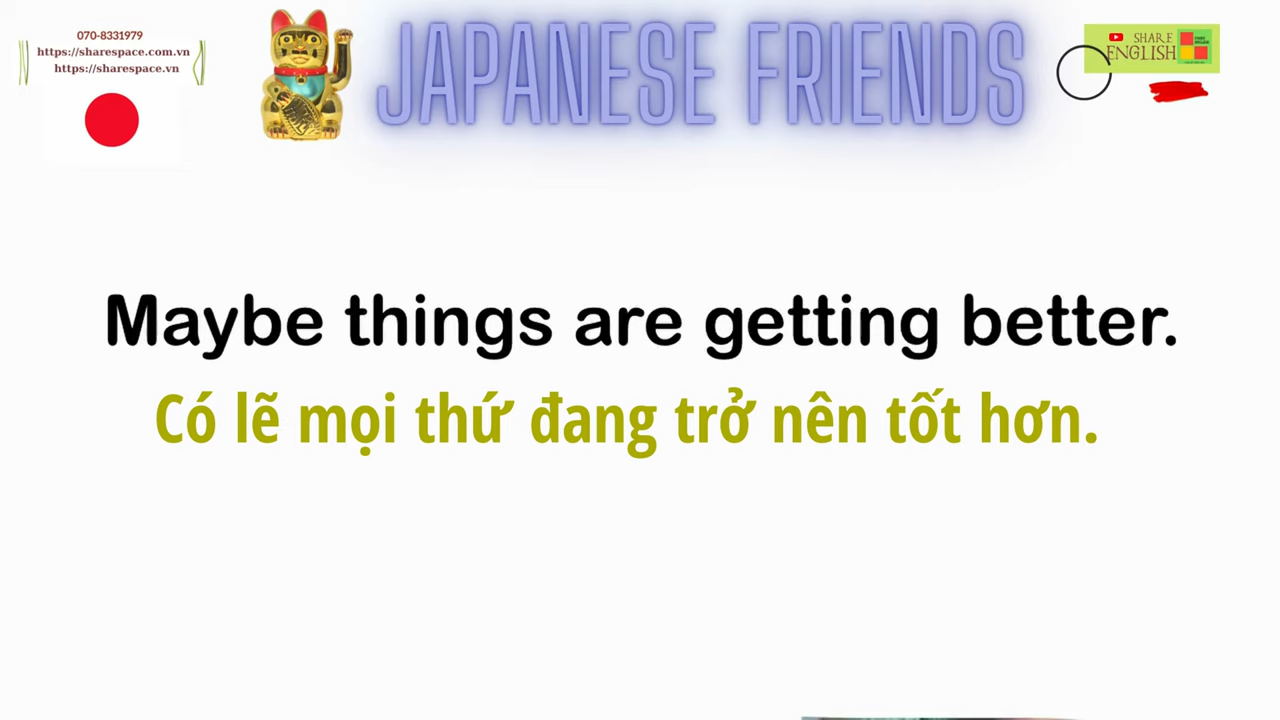 070-8331979
https://sharespace.com.vn
https://sharespace.vn
JAPANESE FRIENDS
SHARE
ENGLISH
Maybe things are getting better.
Có lẽ mọi thứ đang trở nên tốt hơn.